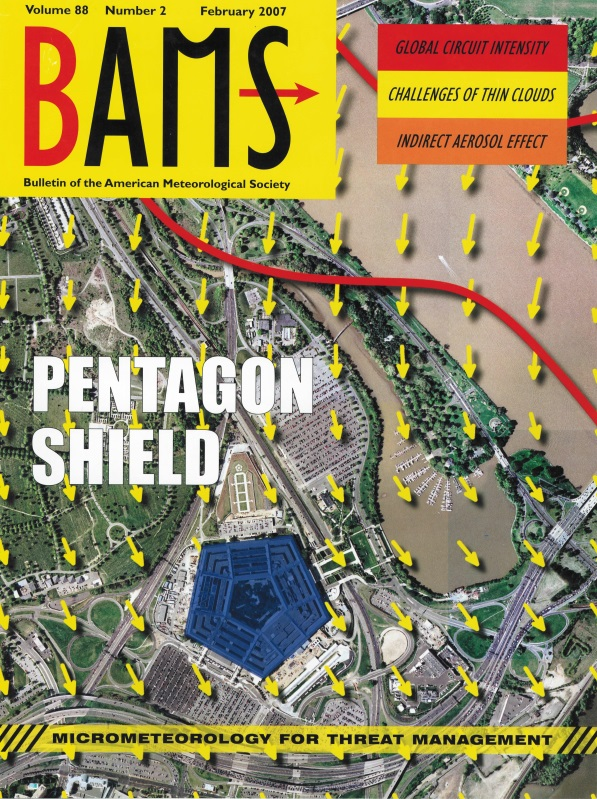 Volume 88 Number 2 February 2007
BAMS
Bulletin of the American Meteorological Society
GLOBAL CIRCUIT INTENSITY
CHALLENGES OF THIN CLOUDS
INDIRECT AEROSOL EFFECT
PENTAGON
SHIELD
MICROMETEOROLOGY FOR THREAT MANAGEMENT